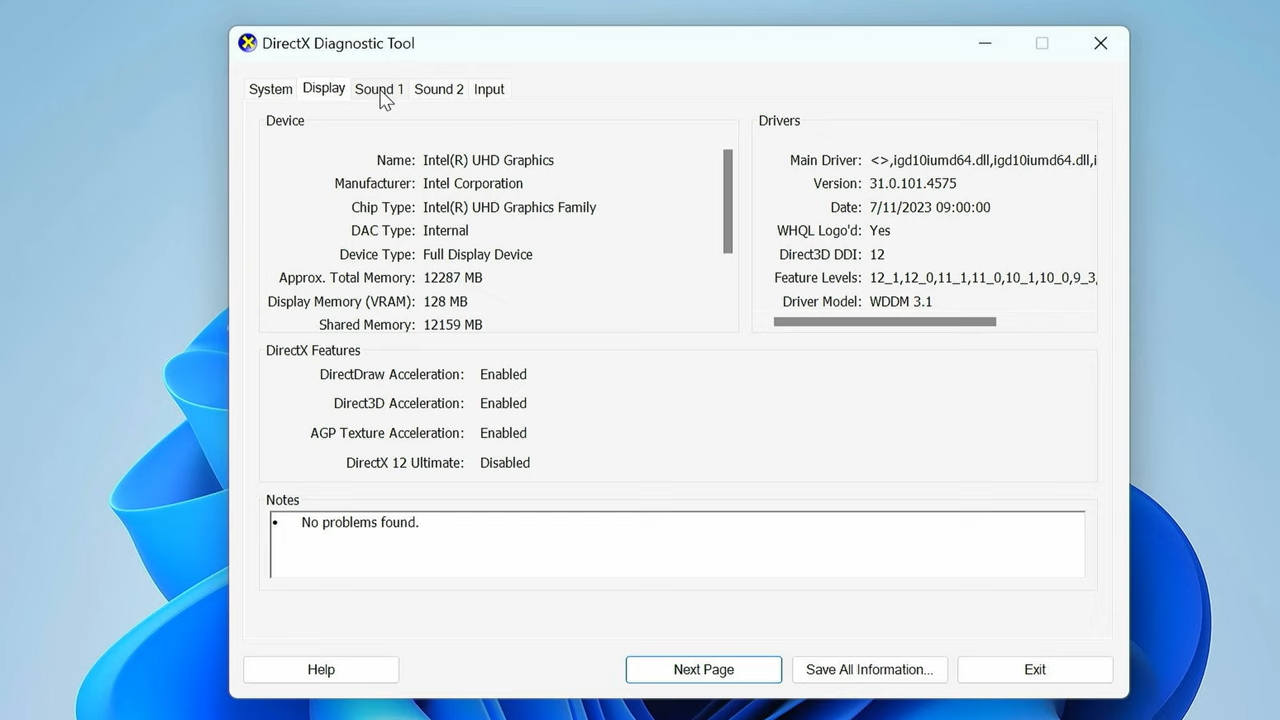 DirectX Diagnostic Tool
System Display Sound 1 Sound 2 Input
Device
Name: Intel(R) UHD Graphics
Manufacturer: Intel Corporation
Chip Type: Intel(R) UHD Graphics Family
DAC Type: Internal
Device Type: Full Display Device
Approx. Total Memory: 12287 MB
Display Memory (VRAM): 128 MB
Shared Memory: 12159 MB
Drivers
Main Driver: <>,igd10iumd64.dll,igd10iumd64.dll,i
Version: 31.0.101.4575
Date: 7/11/2023 09:00:00
WHQL Logo'd: Yes
Direct3D DDI: 12
Feature Levels: 12_1,12_0,11_1,11_0,10_1,10_0,9_3,
Driver Model: WDDM 3.1
DirectX Features
DirectDraw Acceleration: Enabled
Direct3D Acceleration: Enabled
AGP Texture Acceleration: Enabled
DirectX 12 Ultimate: Disabled
Notes
• No problems found.
Help Next Page Save All Information... Exit